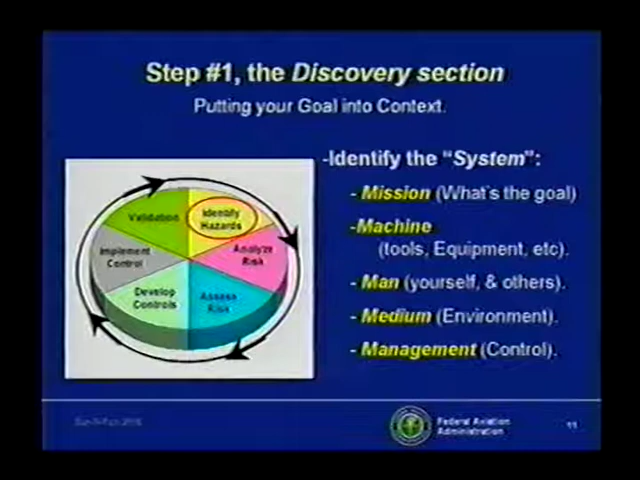 Step #1, the Discovery section
Putting your Goal into Context.
-Identify the "System":
- Mission (What's the goal)
-Machine
(tools, Equipment, etc).
- Man (yourself, & others).
- Medium (Environment).
- Management (Control).
Validation
Identify
Hazards
Implement
Control
Analyze
Risk
Develop
Controls
Assess
Risk
Federal Aviation
Administration
11